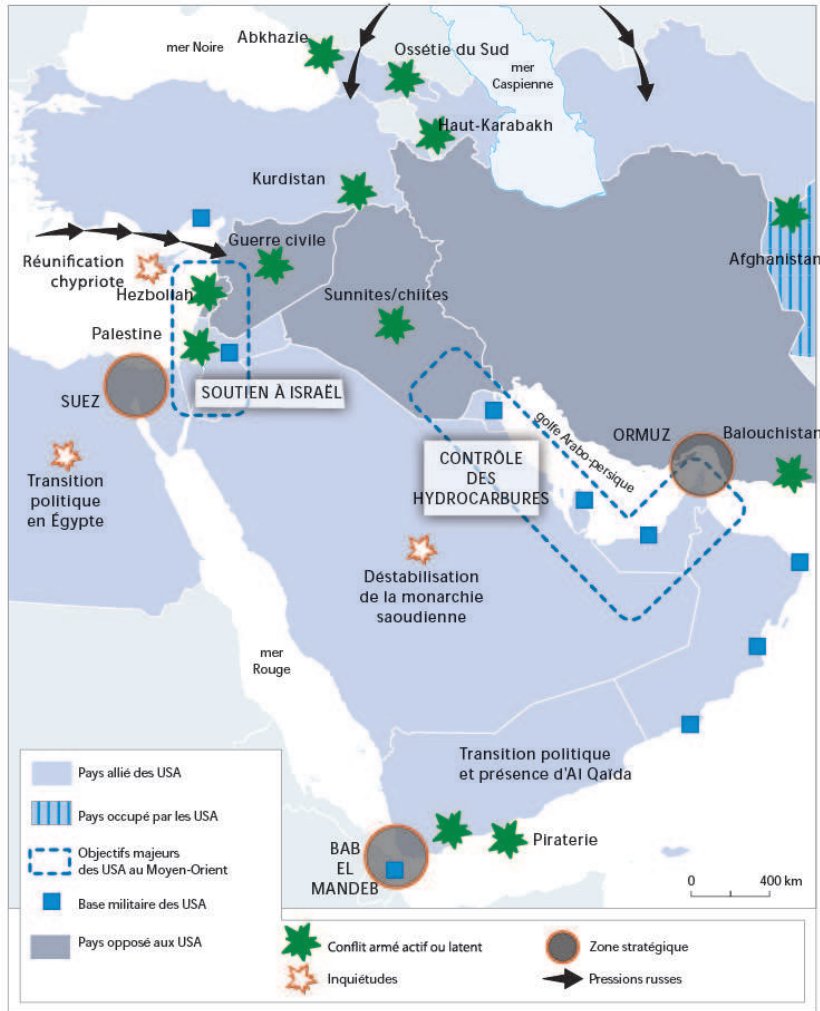 mer Noire
Abkhazie
Ossétie du Sud
mer
Caspienne
Haut-Karabakh
Kurdistan
Guerre civile
Réunification
chypriote
Hezbollah
Afghanistan
Sunnites/chiites
Palestine
SUEZ
SOUTIEN À ISRAËL
golfe Arabo-persique
ORMUZ
Balouchistan
CONTRÔLE
DES
HYDROCARBURES
Transition
politique
en Égypte
Déstabilisation
de la monarchie
saoudienne
mer
Rouge
Transition politique
et présence d'Al Qaïda
Piraterie
BAB
EL
MANDEB
0 400 km
Pays allié des USA
Pays occupé par les USA
Objectifs majeurs
des USA au Moyen-Orient
Base militaire des USA
Pays opposé aux USA
Conflit armé actif ou latent
Inquiétudes
Zone stratégique
Pressions russes